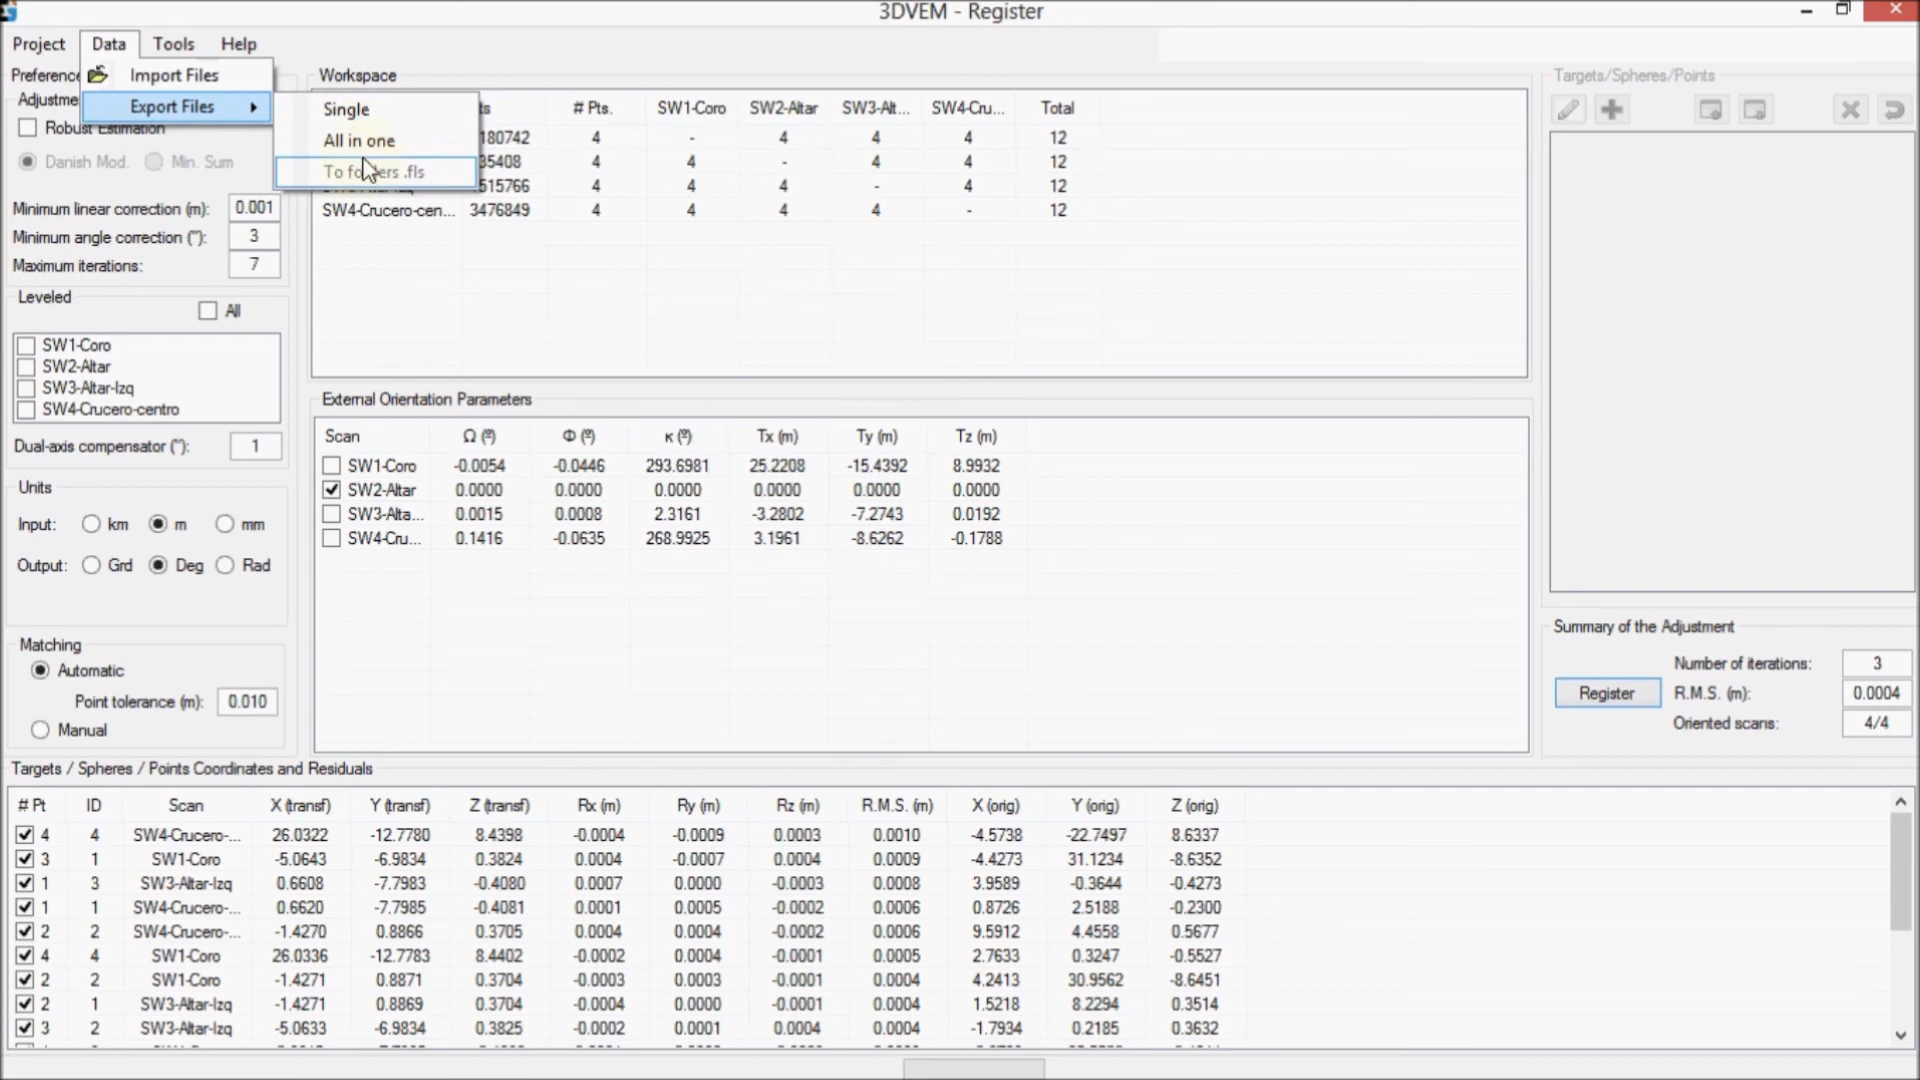 3DVEM - Register
Project Data Tools Help
Import Files
Export Files
Single
All in one
To folders .fls
Preference
Adjustme
Robust Estimation
Danish Mod. Min. Sum
Minimum linear correction (m): 0.001
Minimum angle correction ("): 3
Maximum iterations: 7
Leveled
All
SW1-Coro
SW2-Altar
SW3-Altar-Izq
SW4-Crucero-centro
Dual-axis compensator ("): 1
Units
Input: km m mm
Output: Grd Deg Rad
Matching
Automatic
Point tolerance (m): 0.010
Manual
Workspace
ts # Pts. SW1-Coro SW2-Altar SW3-Alt... SW4-Cru... Total
180742 4 - 4 4 4 12
35408 4 4 - 4 4 12
515766 4 4 4 - 4 12
SW4-Crucero-cen... 3476849 4 4 4 4 - 12
External Orientation Parameters
Scan Ω (º) Φ (º) κ (º) Tx (m) Ty (m) Tz (m)
SW1-Coro -0.0054 -0.0446 293.6981 25.2208 -15.4392 8.9932
SW2-Altar 0.0000 0.0000 0.0000 0.0000 0.0000 0.0000
SW3-Alta... 0.0015 0.0008 2.3161 -3.2802 -7.2743 0.0192
SW4-Cru... 0.1416 -0.0635 268.9925 3.1961 -8.6262 -0.1788
Targets/Spheres/Points
Summary of the Adjustment
Number of iterations: 3
Register R.M.S. (m): 0.0004
Oriented scans: 4/4
Targets / Spheres / Points Coordinates and Residuals
# Pt ID Scan X (transf) Y (transf) Z (transf) Rx (m) Ry (m) Rz (m) R.M.S. (m) X (orig) Y (orig) Z (orig)
4 4 SW4-Crucero-... 26.0322 -12.7780 8.4398 -0.0004 -0.0009 0.0003 0.0010 -4.5738 -22.7497 8.6337
3 1 SW1-Coro -5.0643 -6.9834 0.3824 0.0004 -0.0007 0.0004 0.0009 -4.4273 31.1234 -8.6352
1 3 SW3-Altar-Izq 0.6608 -7.7983 -0.4080 0.0007 0.0000 -0.0003 0.0008 3.9589 -0.3644 -0.4273
1 1 SW4-Crucero-... 0.6620 -7.7985 -0.4081 0.0001 0.0005 -0.0002 0.0006 0.8726 2.5188 -0.2300
2 2 SW4-Crucero-... -1.4270 0.8866 0.3705 0.0004 0.0004 -0.0002 0.0006 9.5912 4.4558 0.5677
4 4 SW1-Coro 26.0336 -12.7783 8.4402 -0.0002 0.0004 -0.0001 0.0005 2.7633 0.3247 -0.5527
2 2 SW1-Coro -1.4271 0.8871 0.3704 -0.0003 0.0003 -0.0001 0.0004 4.2413 30.9562 -8.6451
2 1 SW3-Altar-Izq -1.4271 0.8869 0.3704 -0.0004 0.0000 -0.0001 0.0004 1.5218 8.2294 0.3514
3 2 SW3-Altar-Izq -5.0633 -6.9834 0.3825 -0.0002 0.0001 0.0004 0.0004 -1.7934 0.2185 0.3632